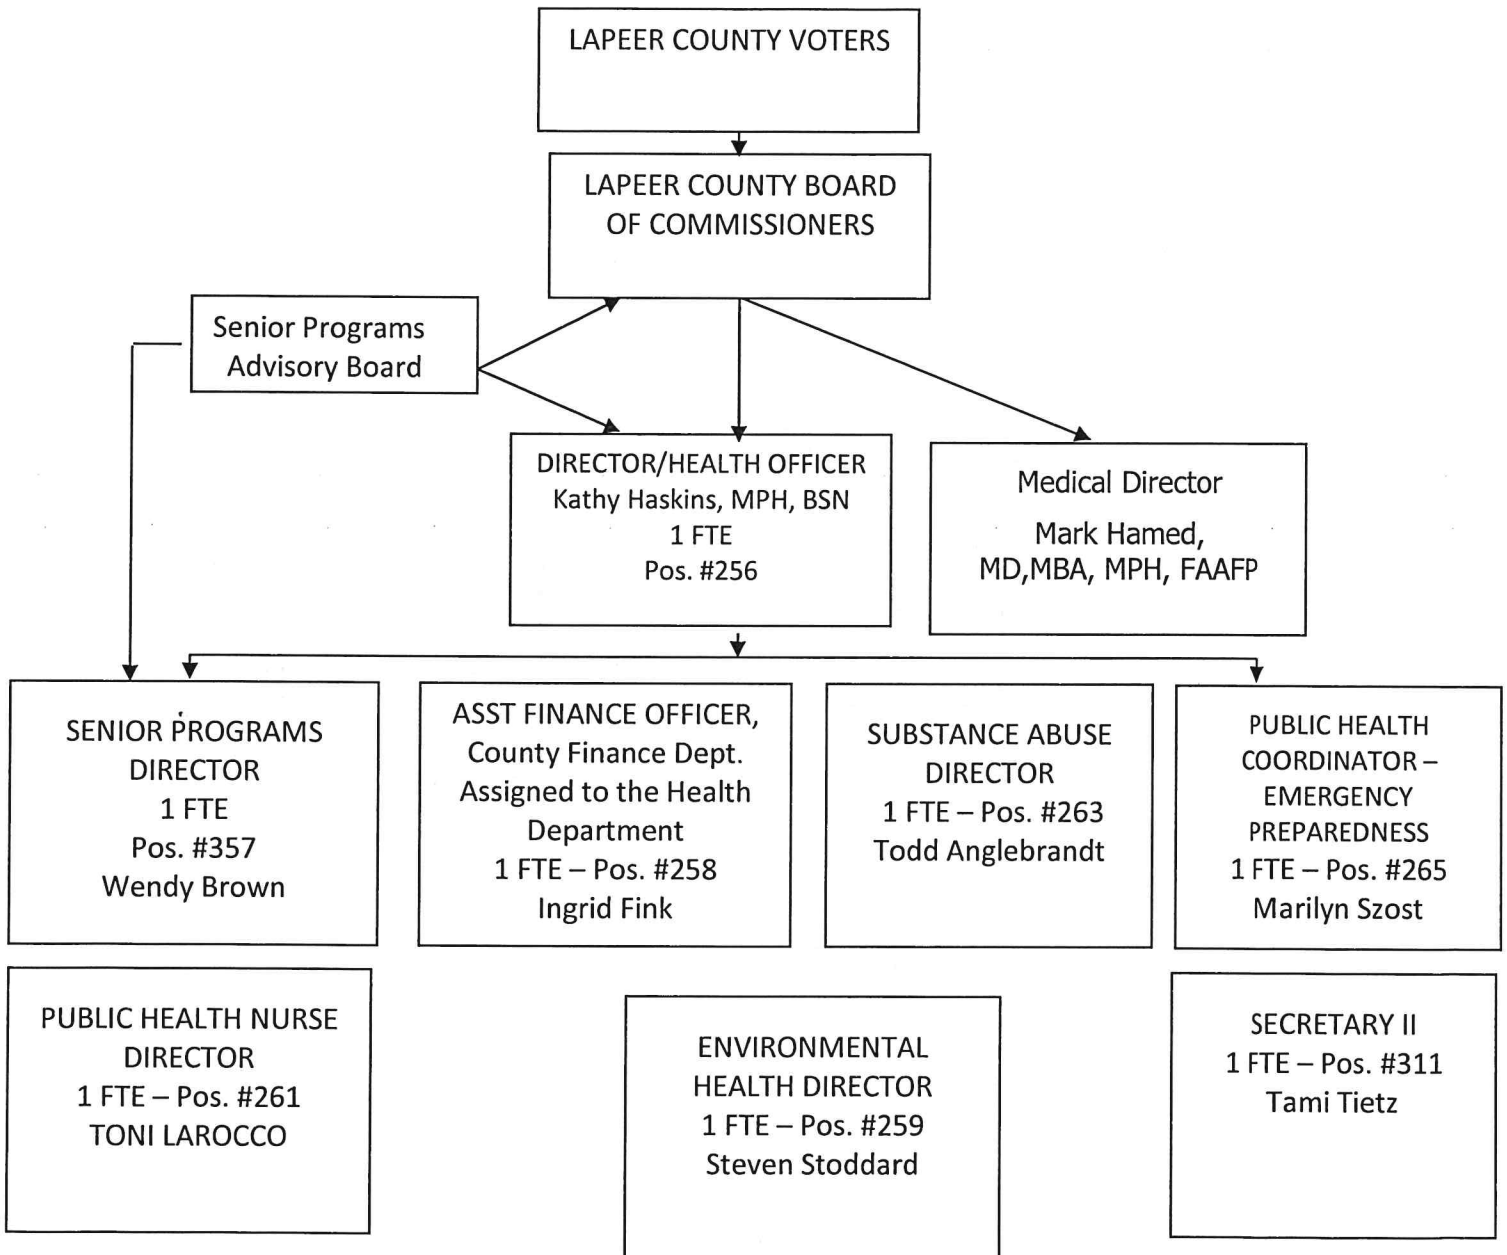 LAPEER COUNTY VOTERS
LAPEER COUNTY BOARD
OF COMMISSIONERS
Senior Programs
Advisory Board
DIRECTOR/HEALTH OFFICER
Kathy Haskins, MPH, BSN
1 FTE
Pos. #256
Medical Director
Mark Hamed,
MD,MBA, MPH, FAAFP
SENIOR PROGRAMS
DIRECTOR
1 FTE
Pos. #357
Wendy Brown
ASST FINANCE OFFICER,
County Finance Dept.
Assigned to the Health
Department
1 FTE – Pos. #258
Ingrid Fink
SUBSTANCE ABUSE
DIRECTOR
1 FTE – Pos. #263
Todd Anglebrandt
PUBLIC HEALTH
COORDINATOR –
EMERGENCY
PREPAREDNESS
1 FTE – Pos. #265
Marilyn Szost
PUBLIC HEALTH NURSE
DIRECTOR
1 FTE – Pos. #261
TONI LAROCCO
ENVIRONMENTAL
HEALTH DIRECTOR
1 FTE – Pos. #259
Steven Stoddard
SECRETARY II
1 FTE – Pos. #311
Tami Tietz